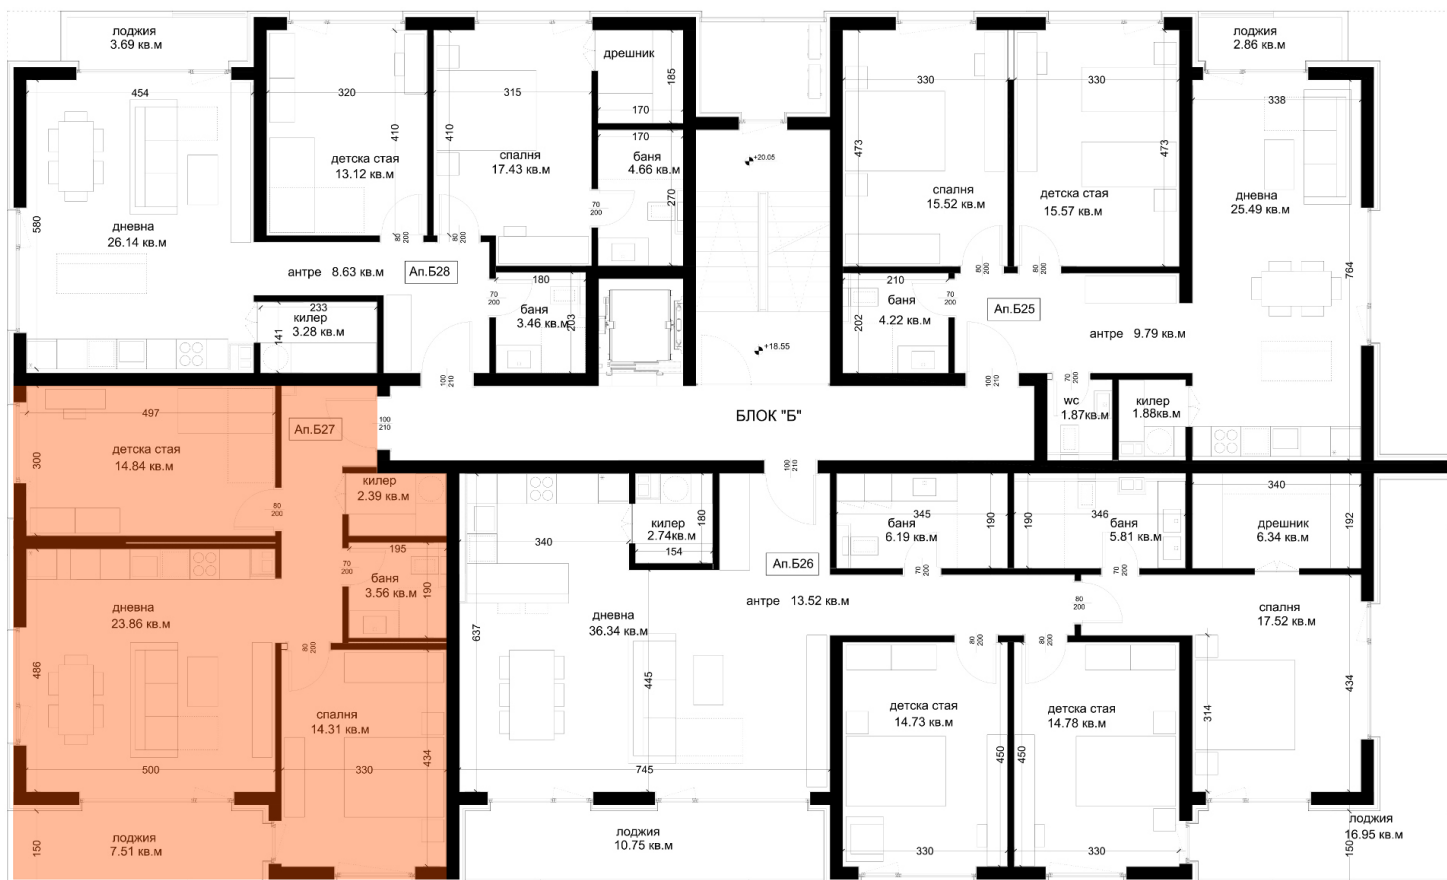 лоджия
3.69 кв.м
454
580
дневна
26.14 кв.м
320
410
детска стая
13.12 кв.м
315
410
спалня
17.43 кв.м
дрешник
185
170
170
баня
4.66 кв.м
270
70
200
80
200
80
200
антре 8.63 кв.м
Ап.Б28
233
килер
3.28 кв.м
141
70
200
180
баня
3.46 кв.м
203
100
210
+20.05
+18.55
330
473
спалня
15.52 кв.м
330
473
детска стая
15.57 кв.м
лоджия
2.86 кв.м
338
дневна
25.49 кв.м
764
80
200
80
200
210
баня
4.22 кв.м
202
70
200
Ап.Б25
антре 9.79 кв.м
100
210
70
200
wc
1.87кв.м
килер
1.88кв.м
БЛОК "Б"
497
300
детска стая
14.84 кв.м
Ап.Б27
100
210
80
200
килер
2.39 кв.м
195
70
200
баня
3.56 кв.м
190
дневна
23.86 кв.м
486
500
80
200
спалня
14.31 кв.м
330
434
лоджия
7.51 кв.м
150
100
210
340
килер
2.74кв.м
180
154
Ап.Б26
антре 13.52 кв.м
дневна
36.34 кв.м
637
445
745
лоджия
10.75 кв.м
345
баня
6.19 кв.м
190
70
200
346
190
баня
5.81 кв.м
70
200
340
дрешник
6.34 кв.м
192
80
200
спалня
17.52 кв.м
434
314
80
200
80
200
детска стая
14.73 кв.м
450
330
детска стая
14.78 кв.м
450
330
лоджия
16.95 кв.м
150